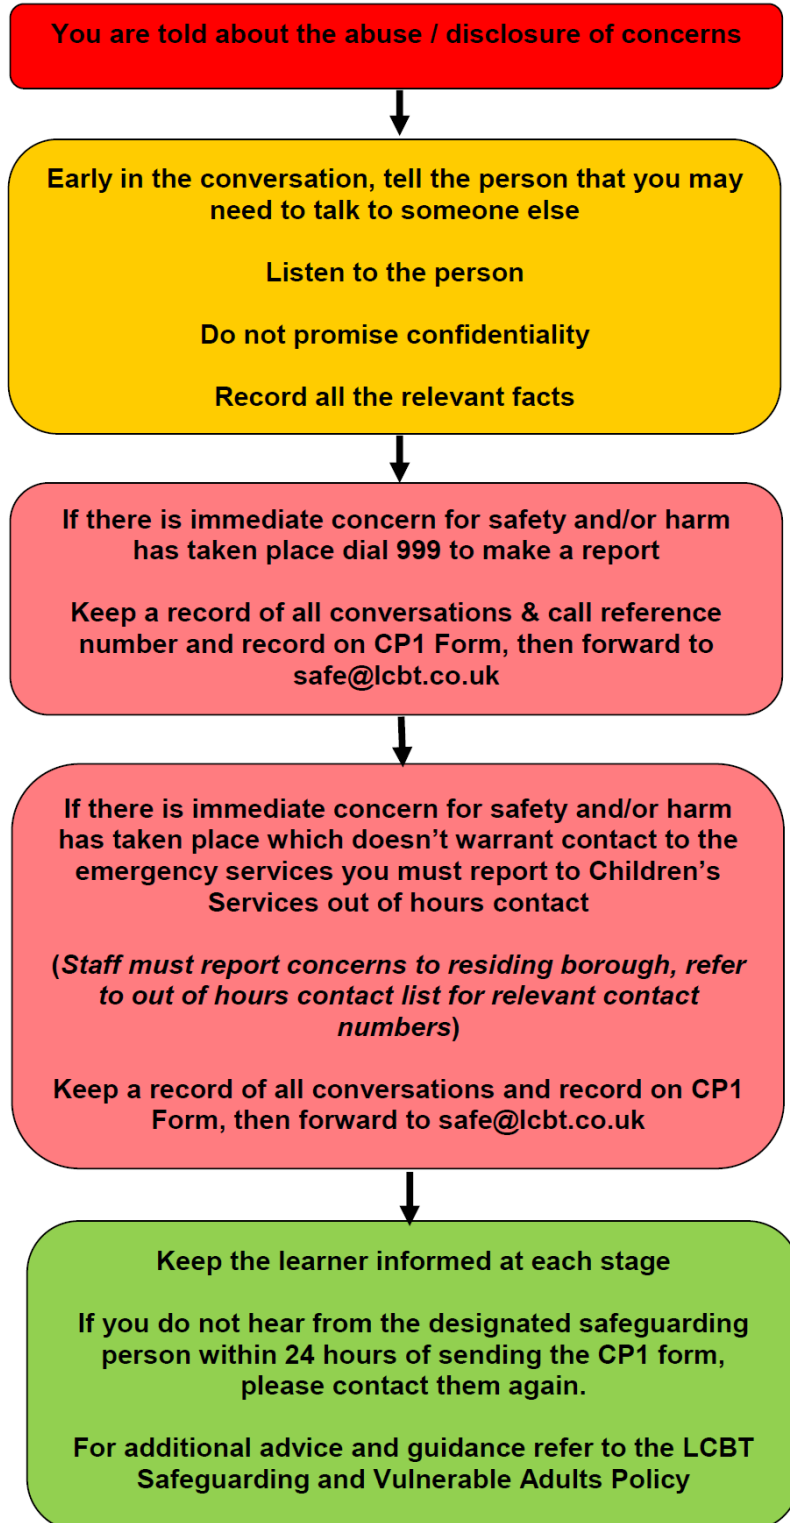 You are told about the abuse / disclosure of concerns
Early in the conversation, tell the person that you may
need to talk to someone else
Listen to the person
Do not promise confidentiality
Record all the relevant facts
If there is immediate concern for safety and/or harm
has taken place dial 999 to make a report
Keep a record of all conversations & call reference
number and record on CP1 Form, then forward to
safe@lcbt.co.uk
If there is immediate concern for safety and/or harm
has taken place which doesn’t warrant contact to the
emergency services you must report to Children’s
Services out of hours contact
(Staff must report concerns to residing borough, refer
to out of hours contact list for relevant contact
numbers)
Keep a record of all conversations and record on CP1
Form, then forward to safe@lcbt.co.uk
Keep the learner informed at each stage
If you do not hear from the designated safeguarding
person within 24 hours of sending the CP1 form,
please contact them again.
For additional advice and guidance refer to the LCBT
Safeguarding and Vulnerable Adults Policy